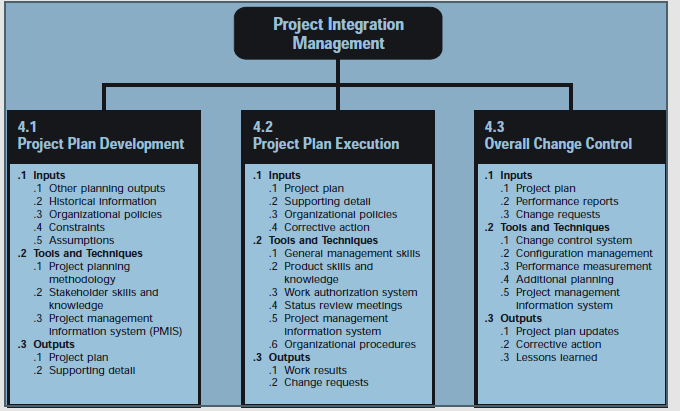 Project Integration
Management
4.1
Project Plan Development
.1 Inputs
.1 Other planning outputs
.2 Historical information
.3 Organizational policies
.4 Constraints
.5 Assumptions
.2 Tools and Techniques
.1 Project planning
methodology
.2 Stakeholder skills and
knowledge
.3 Project management
information system (PMIS)
.3 Outputs
.1 Project plan
.2 Supporting detail
4.2
Project Plan Execution
.1 Inputs
.1 Project plan
.2 Supporting detail
.3 Organizational policies
.4 Corrective action
.2 Tools and Techniques
.1 General management skills
.2 Product skills and
knowledge
.3 Work authorization system
.4 Status review meetings
.5 Project management
information system
.6 Organizational procedures
.3 Outputs
.1 Work results
.2 Change requests
4.3
Overall Change Control
.1 Inputs
.1 Project plan
.2 Performance reports
.3 Change requests
.2 Tools and Techniques
.1 Change control system
.2 Configuration management
.3 Performance measurement
.4 Additional planning
.5 Project management
information system
.3 Outputs
.1 Project plan updates
.2 Corrective action
.3 Lessons learned